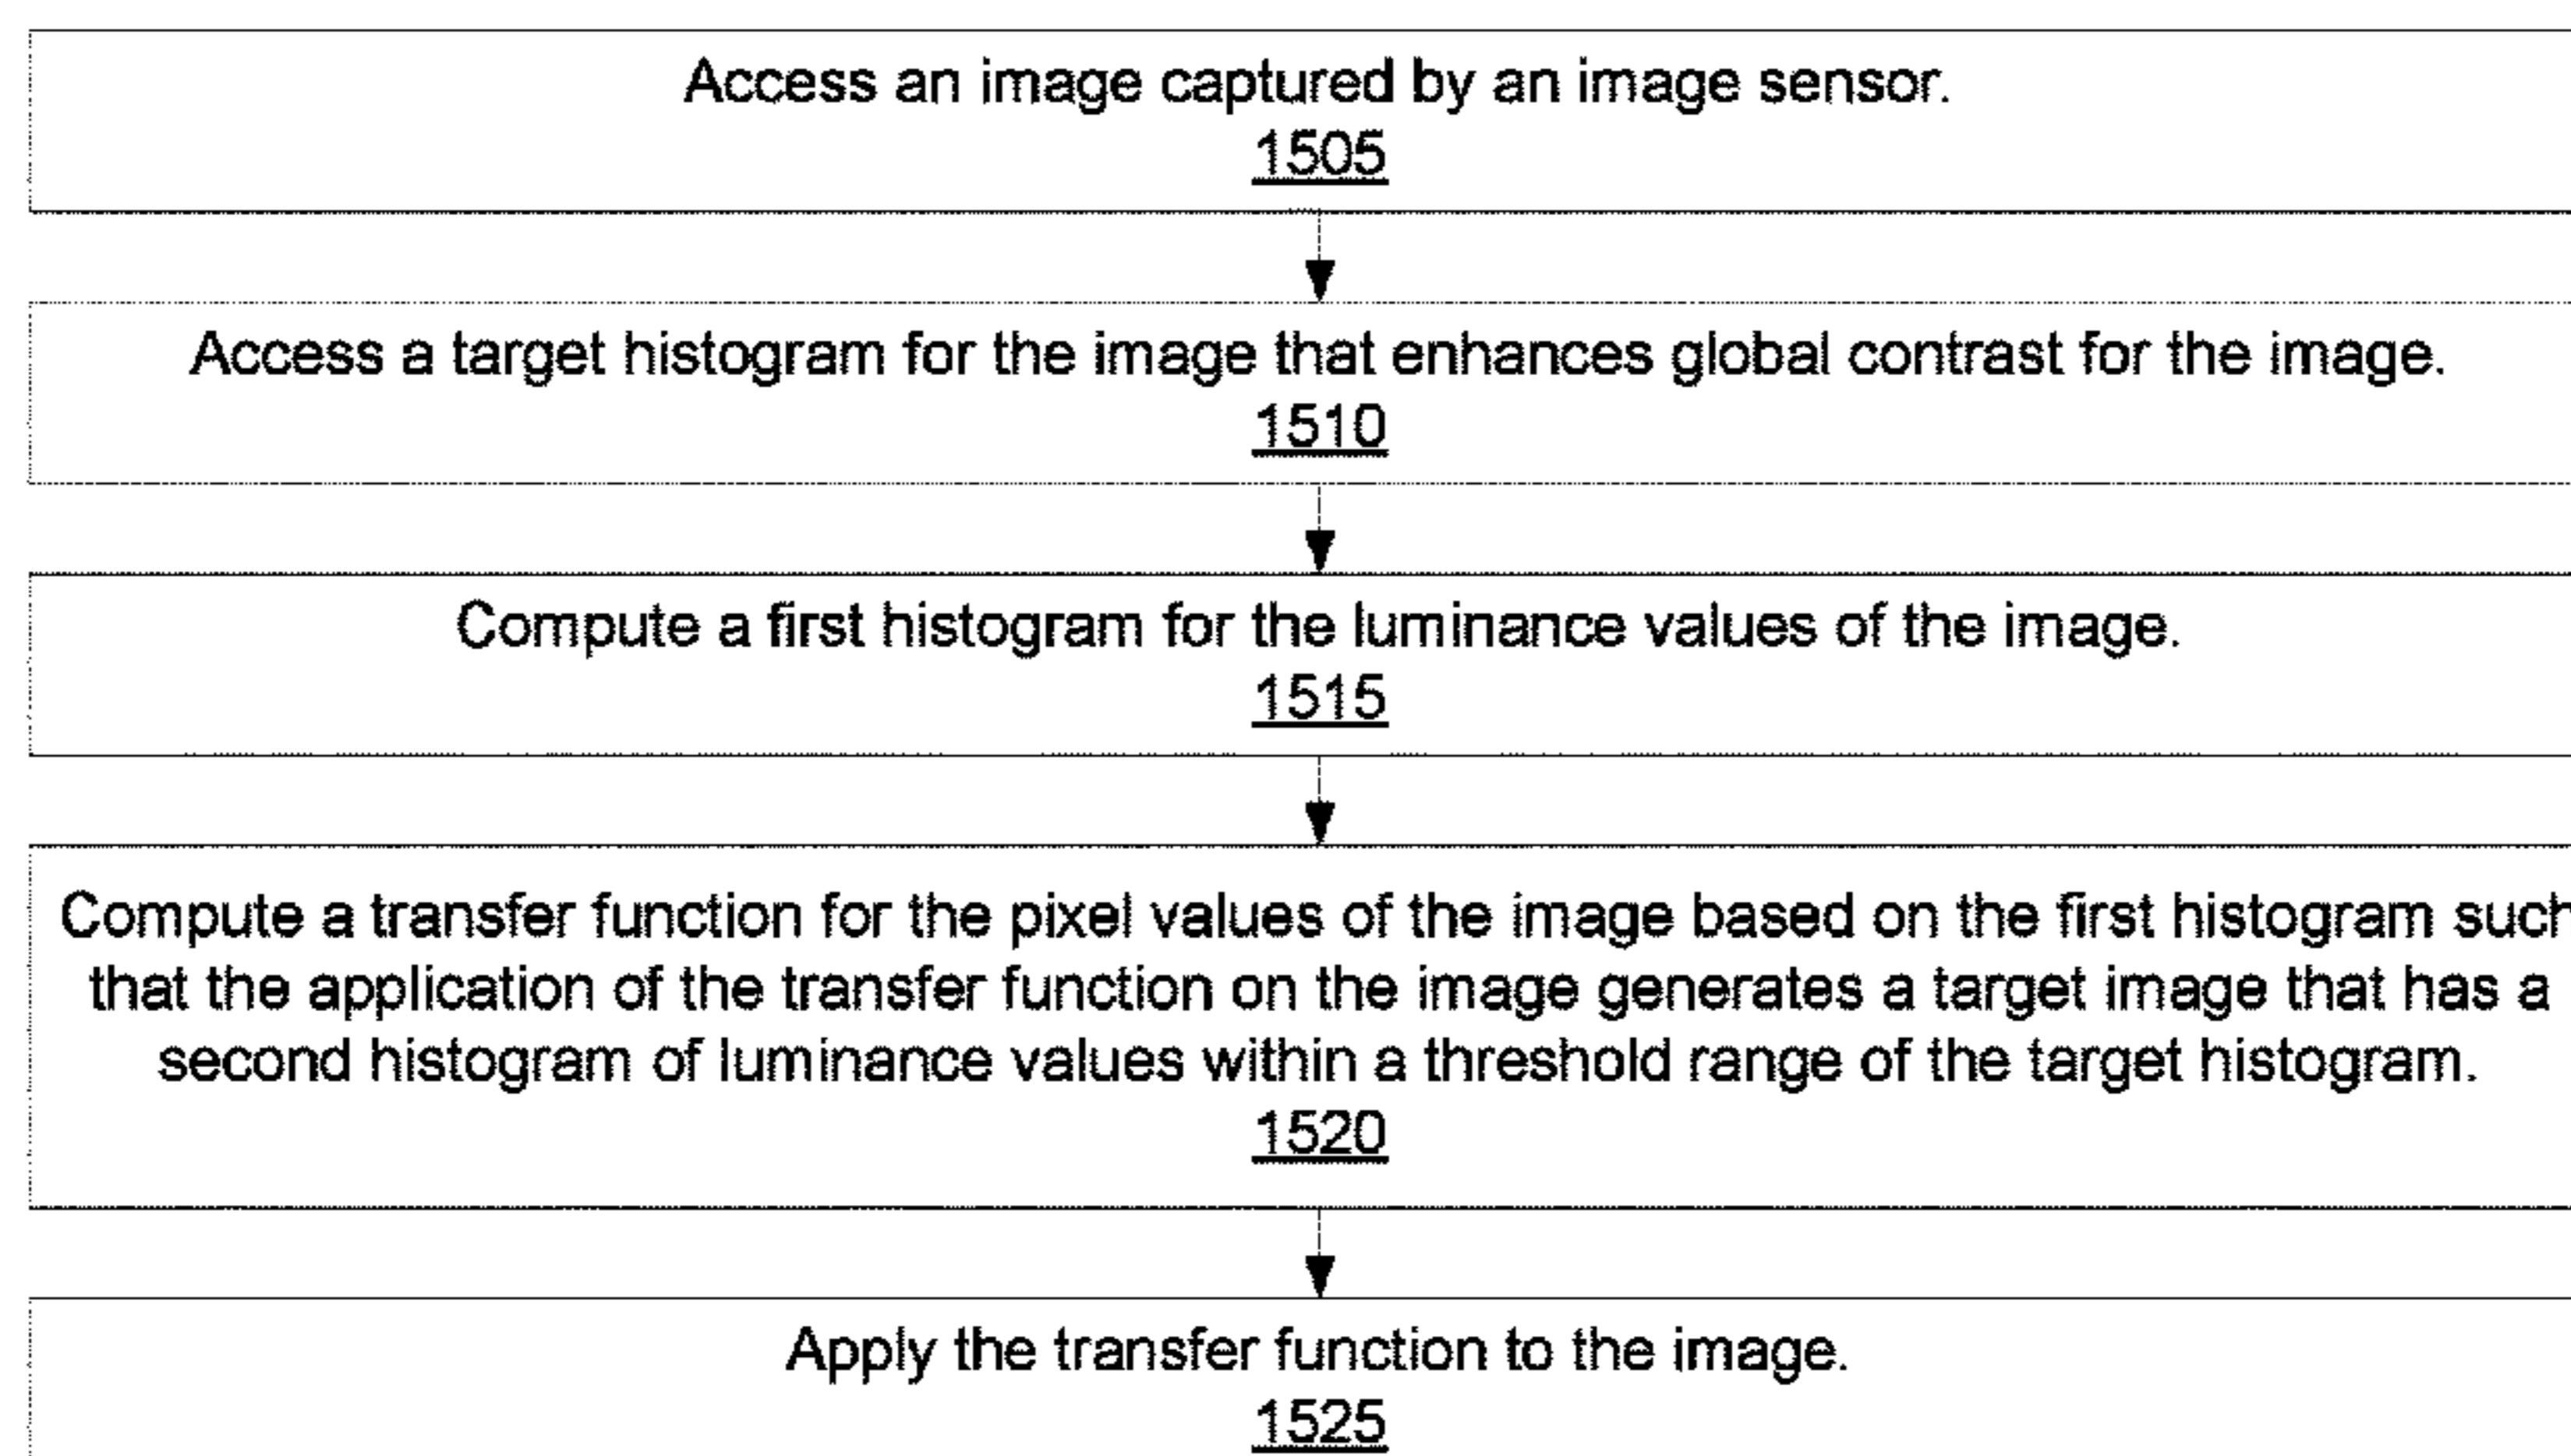 Access an image captured by an image sensor.
1505
Access a target histogram for the image that enhances global contrast for the image.
1510
Compute a first histogram for the luminance values of the image.
1515
Compute a transfer function for the pixel values of the image based on the first histogram such
that the application of the transfer function on the image generates a target image that has a
second histogram of luminance values within a threshold range of the target histogram.
1520
Apply the transfer function to the image.
1525